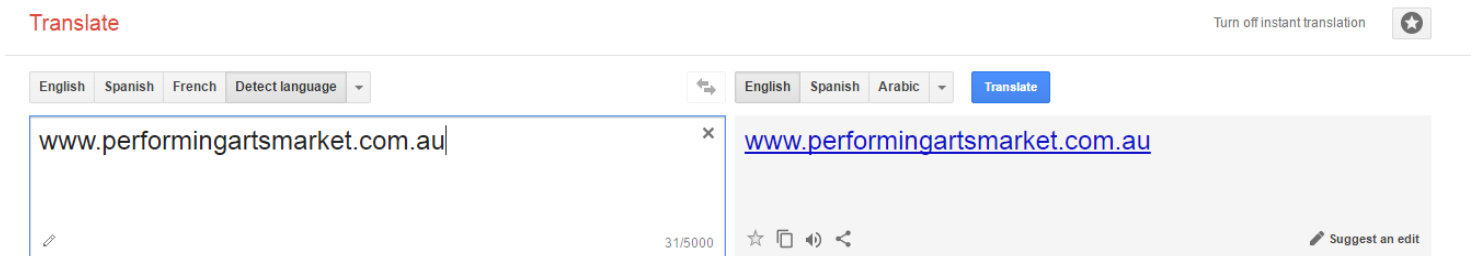 Translate
Turn off instant translation
English Spanish French Detect language
English Spanish Arabic Translate
www.performingartsmarket.com.au
www.performingartsmarket.com.au
31/5000
Suggest an edit